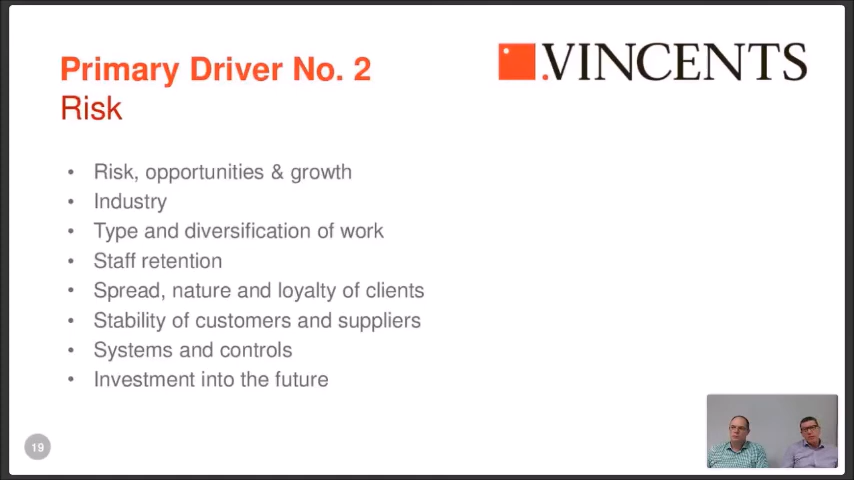 Primary Driver No. 2
Risk
.VINCENTS
• Risk, opportunities & growth
• Industry
• Type and diversification of work
• Staff retention
• Spread, nature and loyalty of clients
• Stability of customers and suppliers
• Systems and controls
• Investment into the future
19